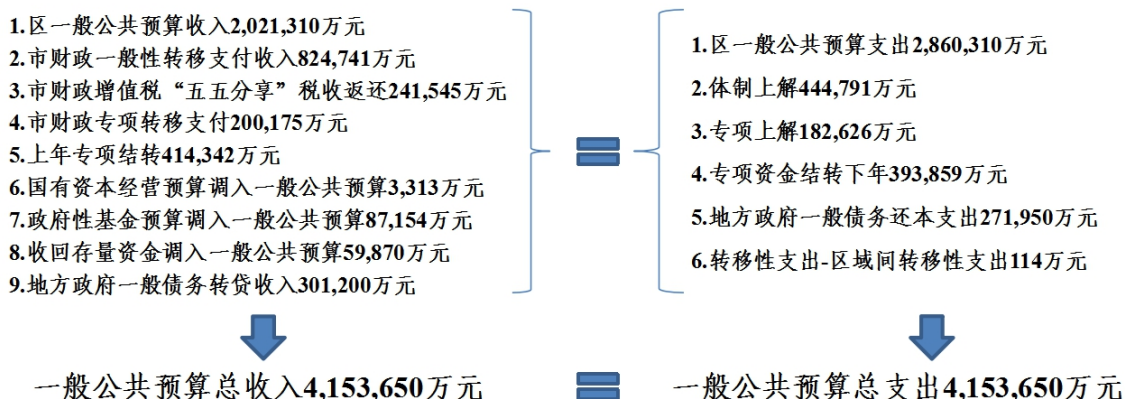 1.区一般公共预算收入2,021,310万元
2.市财政一般性转移支付收入824,741万元
3.市财政增值税“五五分享”税收返还241,545万元
4.市财政专项转移支付200,175万元
5.上年专项结转414,342万元
6.国有资本经营预算调入一般公共预算3,313万元
7.政府性基金预算调入一般公共预算87,154万元
8.收回存量资金调入一般公共预算59,870万元
9.地方政府一般债务转贷收入301,200万元
1.区一般公共预算支出2,860,310万元
2.体制上解444,791万元
3.专项上解182,626万元
4.专项资金结转下年393,859万元
5.地方政府一般债务还本支出271,950万元
6.转移性支出-区域间转移性支出114万元
一般公共预算总收入4,153,650万元
一般公共预算总支出4,153,650万元